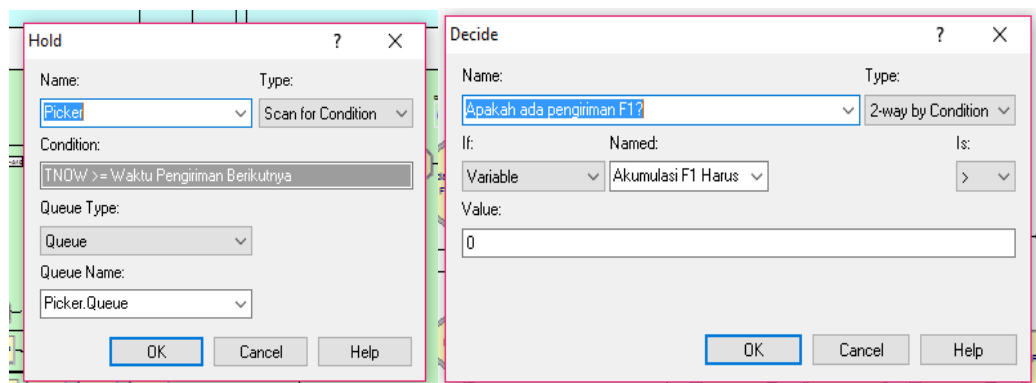 Hold
?
Name:
Type:
Picker
Scan for Condition
Condition:
TNOW >= Waktu Pengiriman Berikutnya
Queue Type:
Queue
Queue Name:
Picker.Queue
OK
Cancel
Help
Decide
?
Name:
Type:
Apakah ada pengiriman F1?
2-way by Condition
If:
Named:
Is:
Variable
Akumulasi F1 Harus
>
Value:
0
OK
Cancel
Help